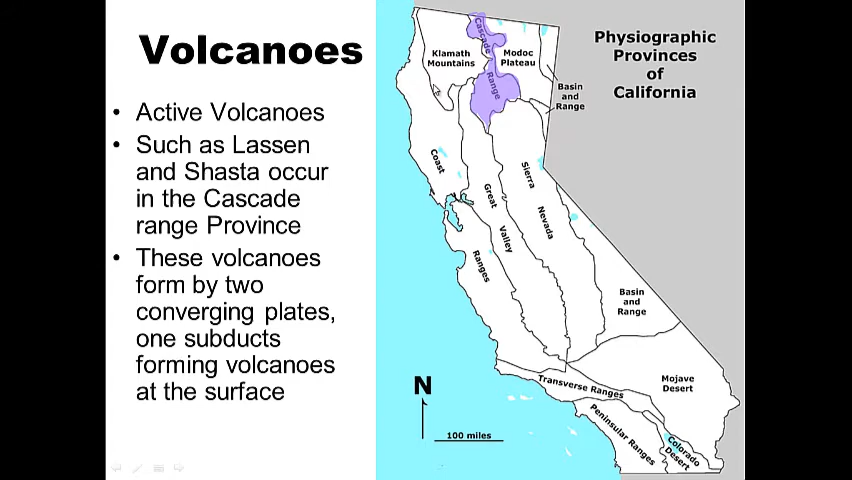 Volcanoes
• Active Volcanoes
• Such as Lassen
and Shasta occur
in the Cascade
range Province
• These volcanoes
form by two
converging plates,
one subducts
forming volcanoes
at the surface
Physiographic
Provinces
of
California
Klamath
Mountains
Cascade
Range
Modoc
Plateau
Basin
and
Range
Coast
Ranges
Great
Valley
Sierra
Nevada
Basin
and
Range
Mojave
Desert
Transverse Ranges
Peninsular Ranges
Colorado
Desert
N
100 miles